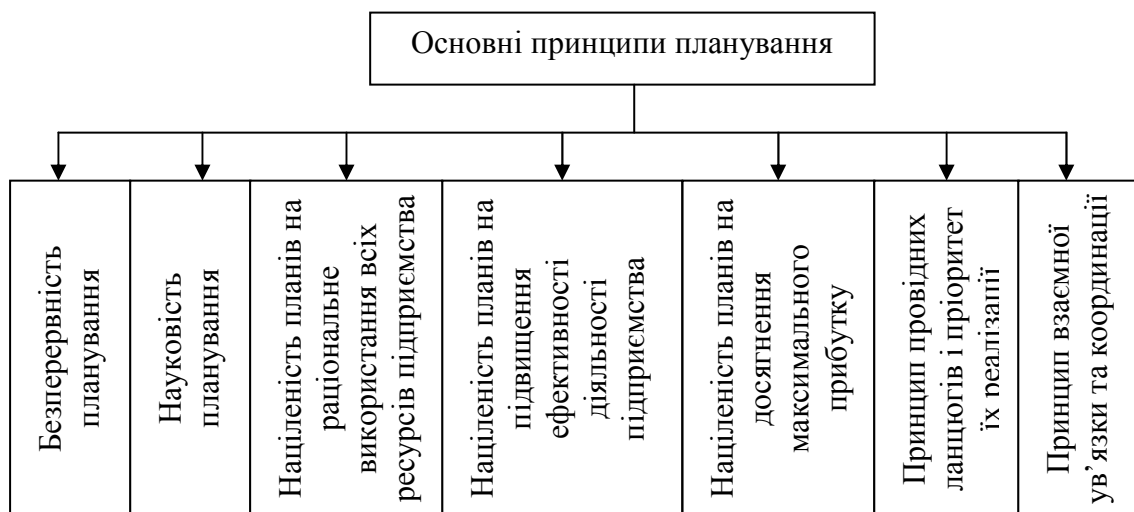 Основні принципи планування
Безперервність
планування
Науковість
планування
Націленість планів на
раціональне
використання всіх
ресурсів підприємства
Націленість планів на
підвищення
ефективності
діяльності
підприємства
Націленість планів на
досягнення
максимального
прибутку
Принцип провідних
ланцюгів і пріоритет
їх реалізації
Принцип взаємної
ув’язки та координації